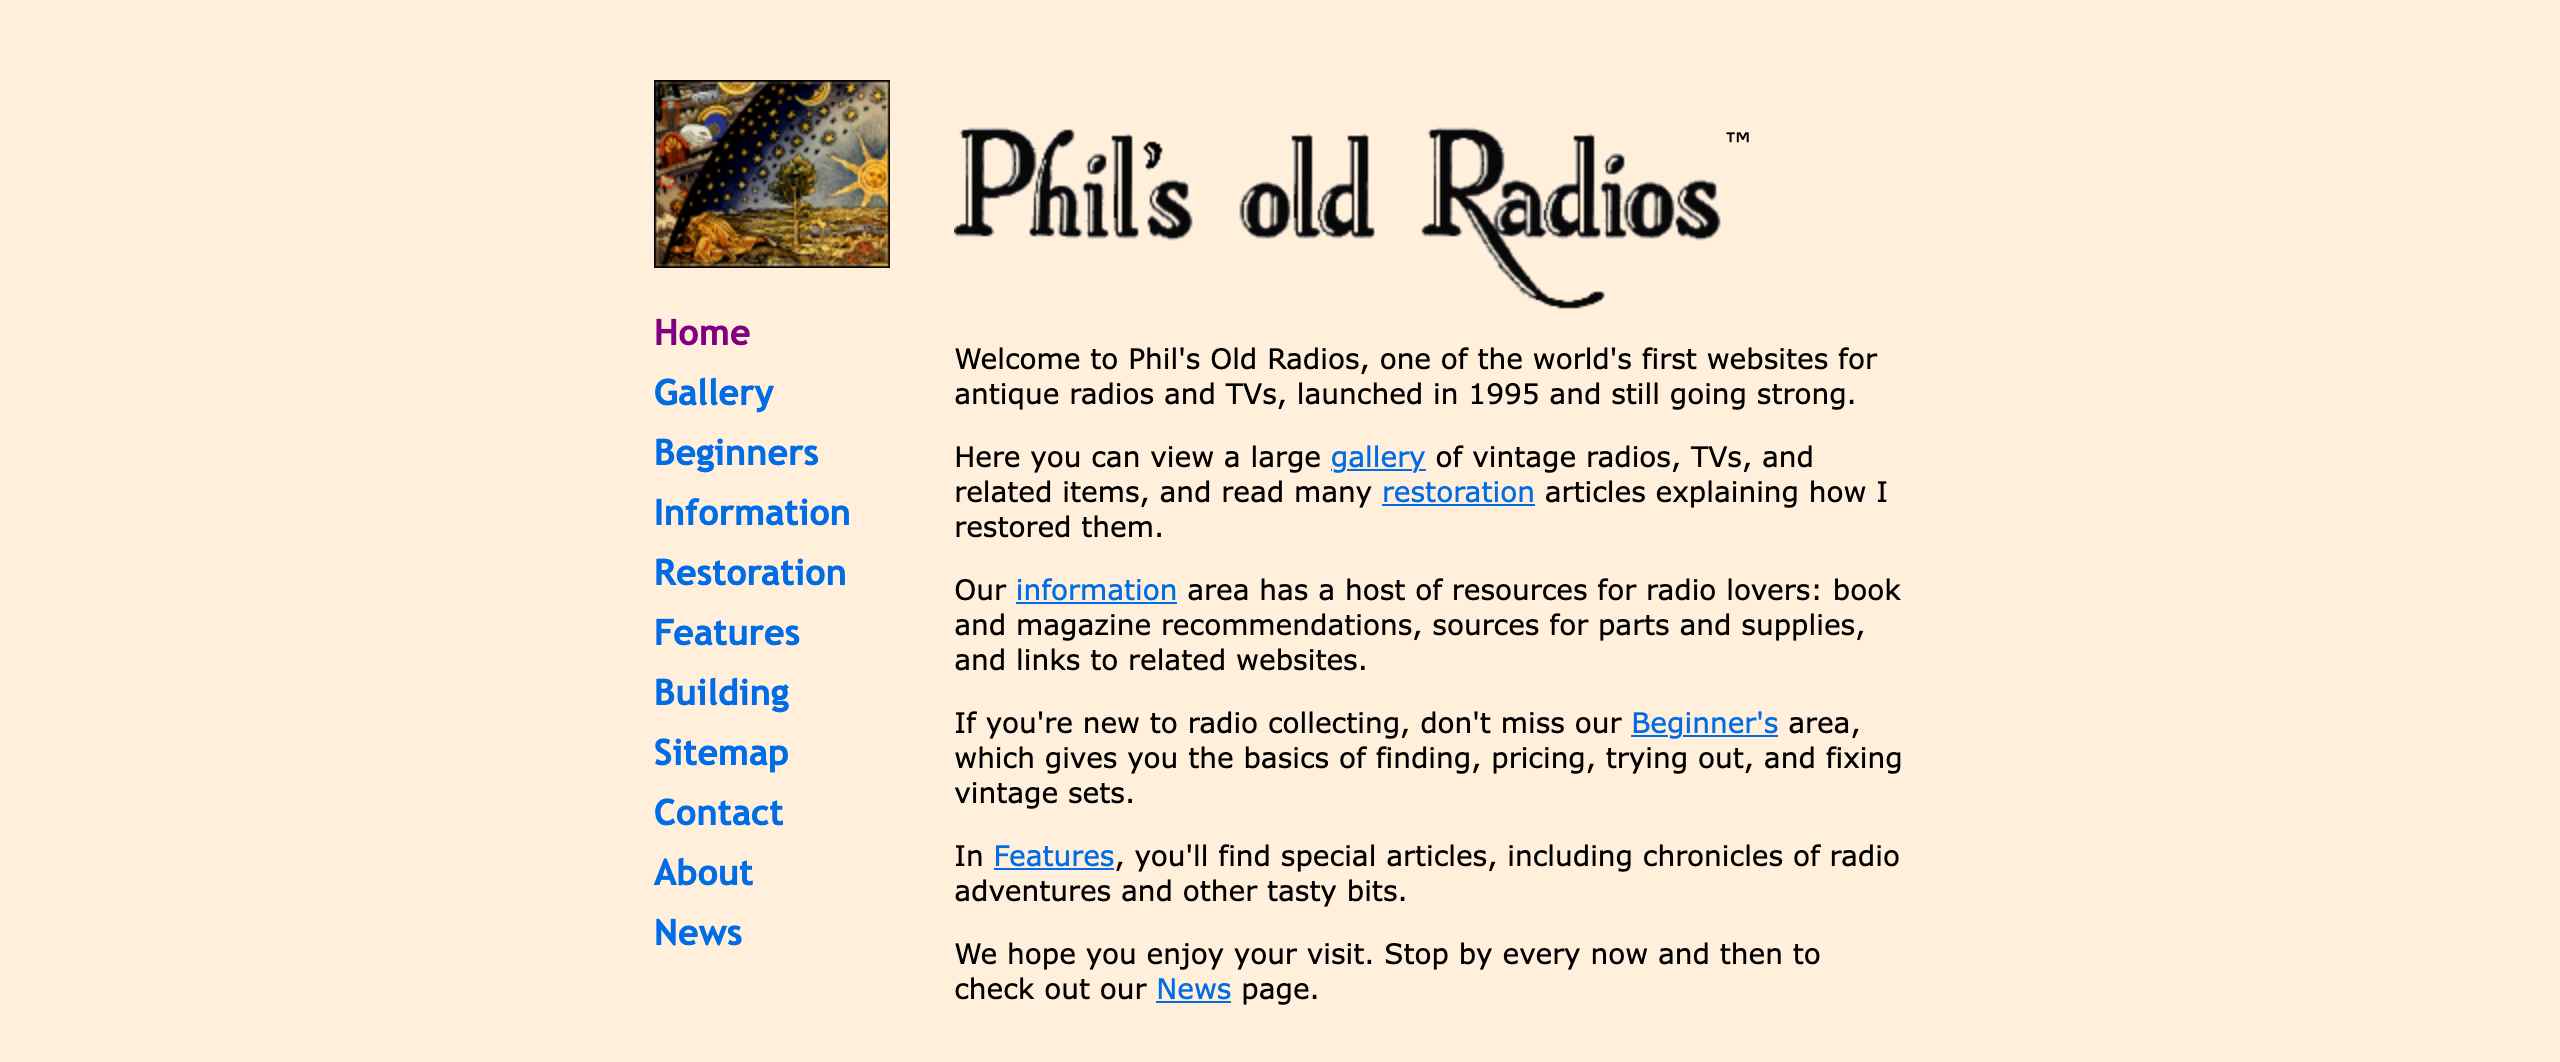 Phil's old Radios ™
Home
Gallery
Beginners
Information
Restoration
Features
Building
Sitemap
Contact
About
News
Welcome to Phil's Old Radios, one of the world's first websites for
antique radios and TVs, launched in 1995 and still going strong.
Here you can view a large gallery of vintage radios, TVs, and
related items, and read many restoration articles explaining how I
restored them.
Our information area has a host of resources for radio lovers: book
and magazine recommendations, sources for parts and supplies,
and links to related websites.
If you're new to radio collecting, don't miss our Beginner's area,
which gives you the basics of finding, pricing, trying out, and fixing
vintage sets.
In Features, you'll find special articles, including chronicles of radio
adventures and other tasty bits.
We hope you enjoy your visit. Stop by every now and then to
check out our News page.